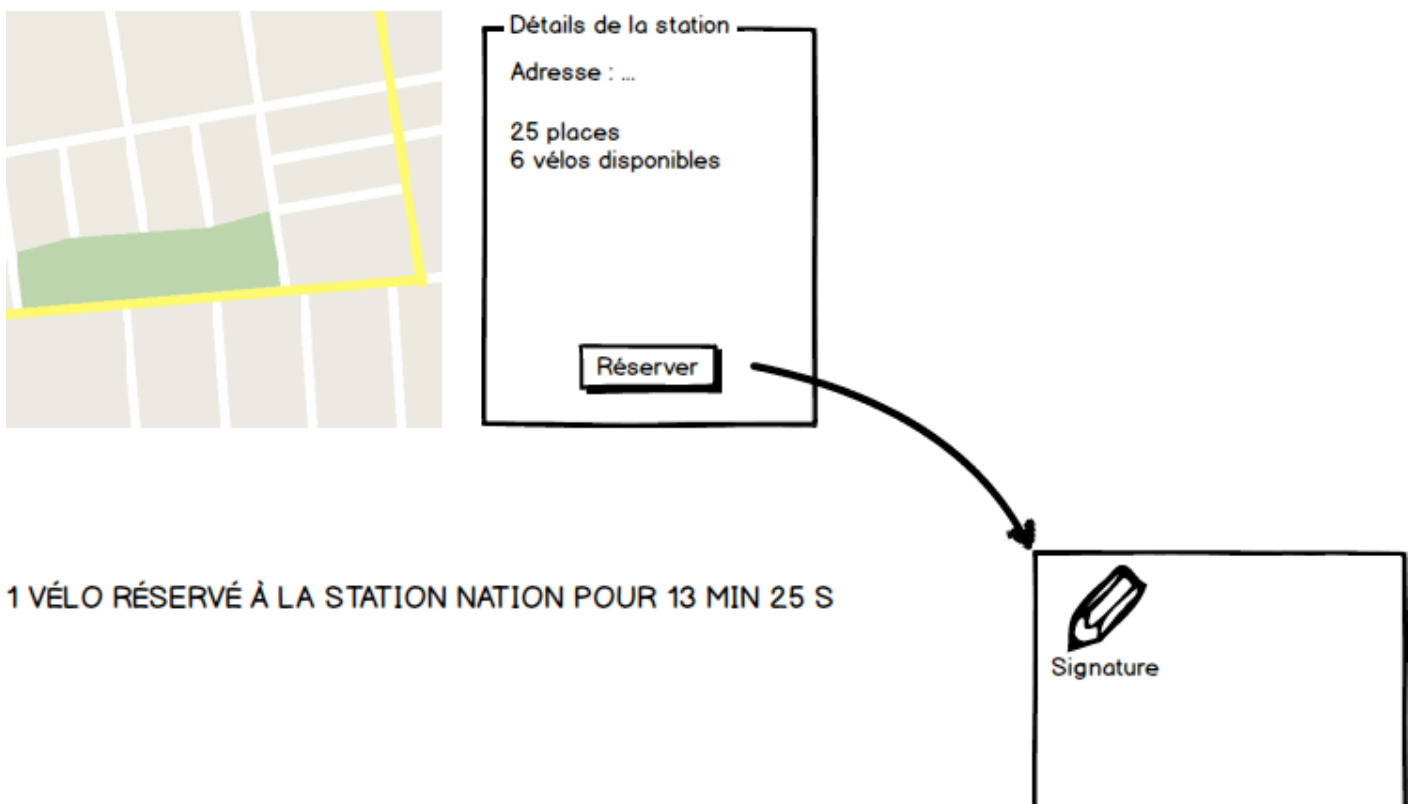 Détails de la station
Adresse : ...
25 places
6 vélos disponibles
Réserver
1 VÉLO RÉSERVÉ À LA STATION NATION POUR 13 MIN 25 S
Signature